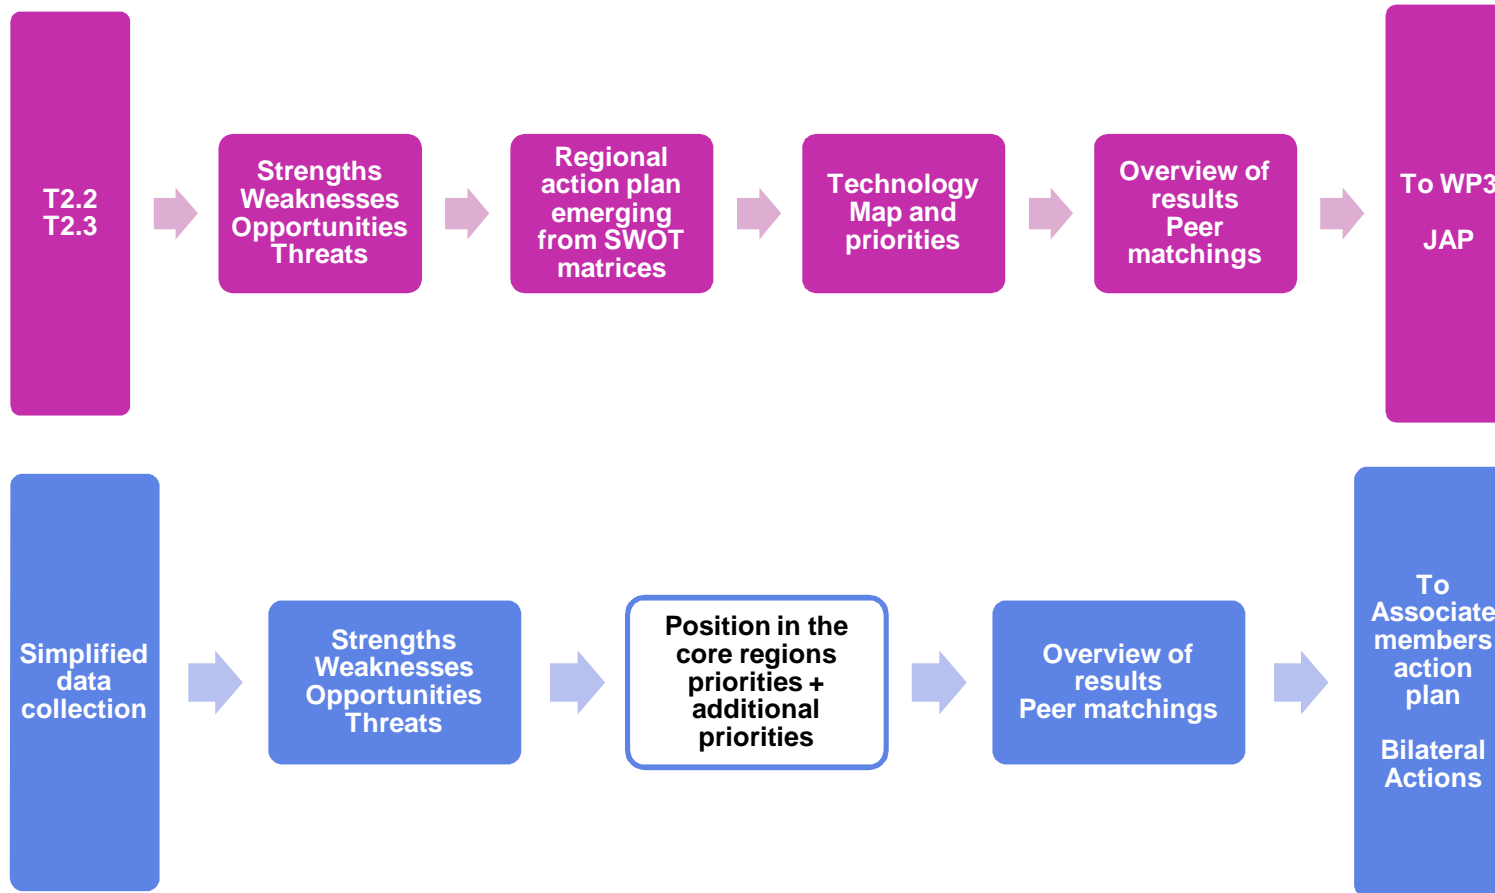 T2.2
T2.3
Strengths
Weaknesses
Opportunities
Threats
Regional
action plan
emerging
from SWOT
matrices
Technology
Map and
priorities
Overview of
results
Peer
matchings
To WP3
JAP
Simplified
data
collection
Strengths
Weaknesses
Opportunities
Threats
Position in the
core regions
priorities +
additional
priorities
Overview of
results
Peer matchings
To
Associate
members
action
plan
Bilateral
Actions